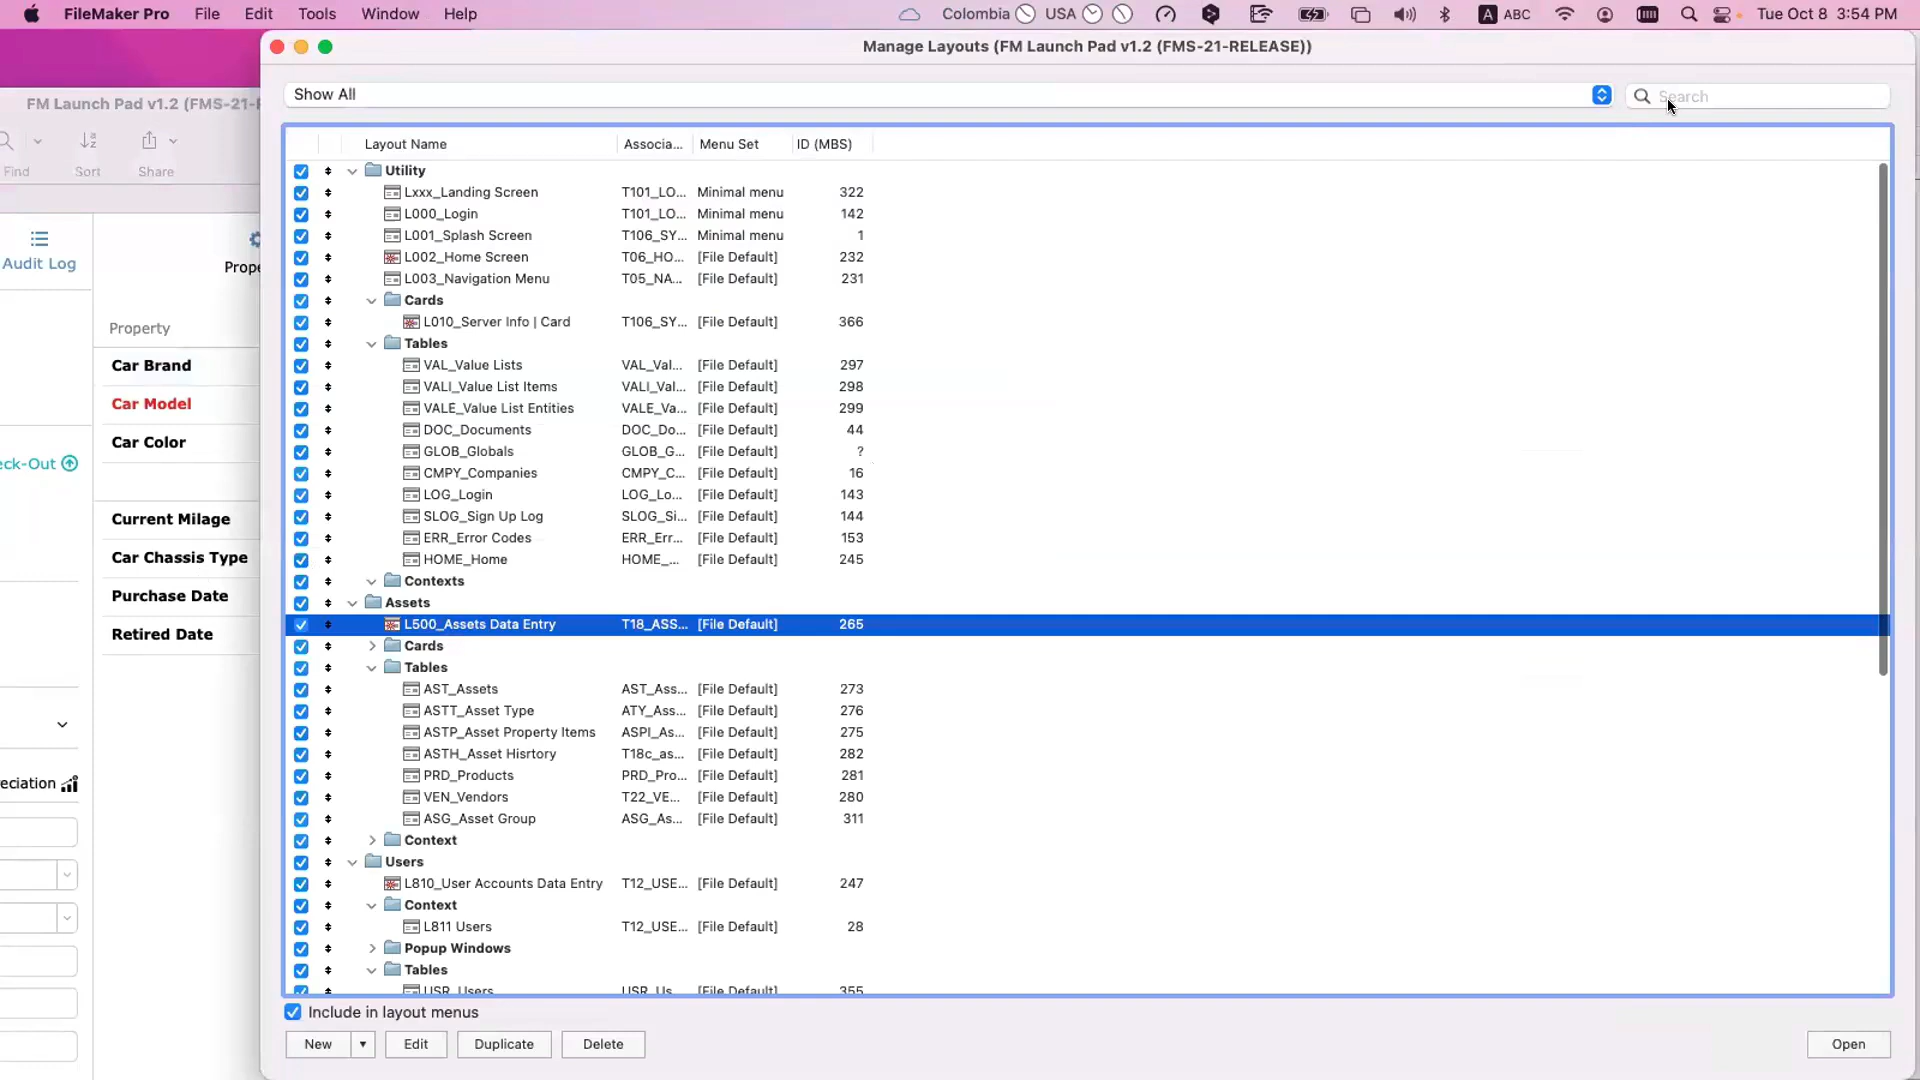 FileMaker Pro File Edit Tools Window Help Colombia USA A ABC Tue Oct 8 3:54 PM
Manage Layouts (FM Launch Pad v1.2 (FMS-21-RELEASE))
FM Launch Pad v1.2 (FMS-21-R
Find Sort Share
Audit Log
Prope
Property
Car Brand
Car Model
Car Color
eck-Out
Current Milage
Car Chassis Type
Purchase Date
Retired Date
eciation
Show All Search
Layout Name Associa... Menu Set ID (MBS)
Utility
Lxxx_Landing Screen T101_LO... Minimal menu 322
L000_Login T101_LO... Minimal menu 142
L001_Splash Screen T106_SY... Minimal menu 1
L002_Home Screen T06_HO... [File Default] 232
L003_Navigation Menu T05_NA... [File Default] 231
Cards
L010_Server Info | Card T106_SY... [File Default] 366
Tables
VAL_Value Lists VAL_Val... [File Default] 297
VALI_Value List Items VALI_Val... [File Default] 298
VALE_Value List Entities VALE_Va... [File Default] 299
DOC_Documents DOC_Do... [File Default] 44
GLOB_Globals GLOB_G... [File Default] ?
CMPY_Companies CMPY_C... [File Default] 16
LOG_Login LOG_Lo... [File Default] 143
SLOG_Sign Up Log SLOG_Si... [File Default] 144
ERR_Error Codes ERR_Err... [File Default] 153
HOME_Home HOME_... [File Default] 245
Contexts
Assets
L500_Assets Data Entry T18_ASS... [File Default] 265
Cards
Tables
AST_Assets AST_Ass... [File Default] 273
ASTT_Asset Type ATY_Ass... [File Default] 276
ASTP_Asset Property Items ASPI_As... [File Default] 275
ASTH_Asset Hisrtory T18c_as... [File Default] 282
PRD_Products PRD_Pro... [File Default] 281
VEN_Vendors T22_VE... [File Default] 280
ASG_Asset Group ASG_As... [File Default] 311
Context
Users
L810_User Accounts Data Entry T12_USE... [File Default] 247
Context
L811 Users T12_USE... [File Default] 28
Popup Windows
Tables
USR_Users USR_Us... [File Default] 355
Include in layout menus
New Edit Duplicate Delete Open